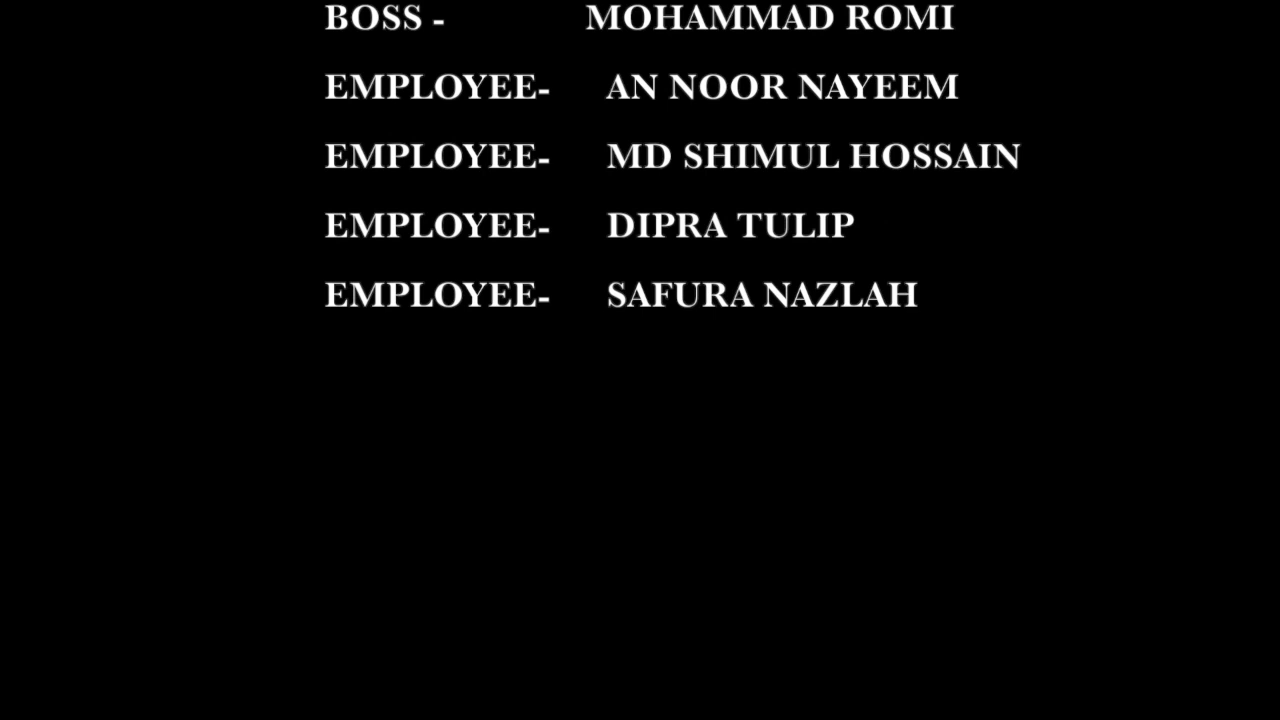 BOSS - MOHAMMAD ROMI
EMPLOYEE- AN NOOR NAYEEM
EMPLOYEE- MD SHIMUL HOSSAIN
EMPLOYEE- DIPRA TULIP
EMPLOYEE- SAFURA NAZLAH